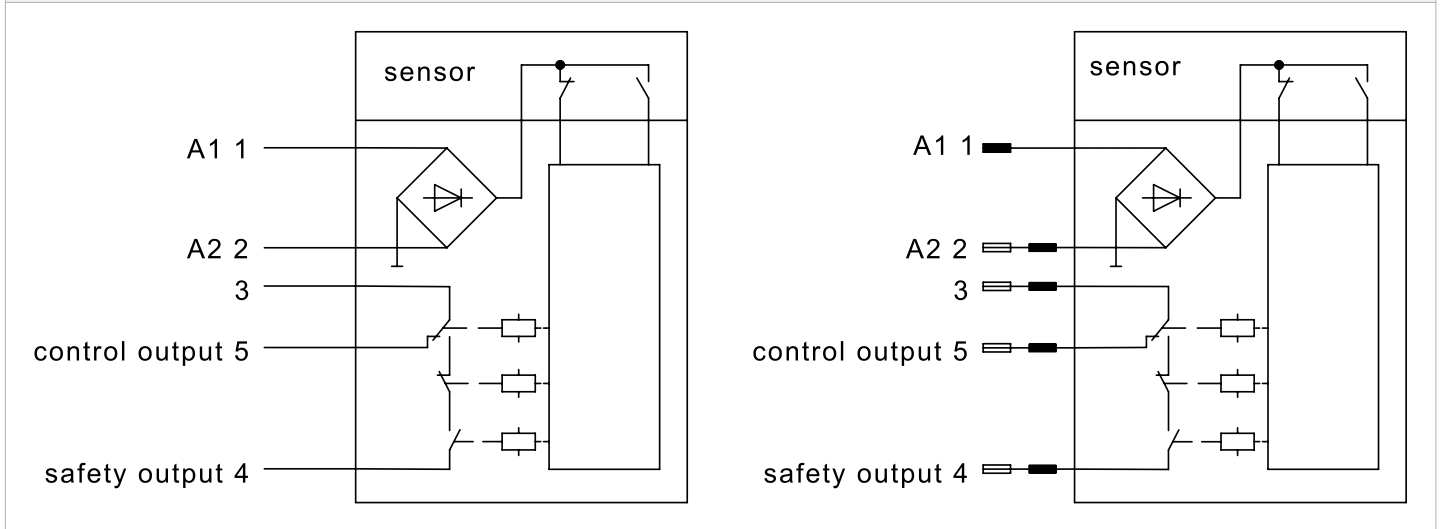 sensor
A1 1
A2 2
3
control output 5
safety output 4
sensor
A1 1
A2 2
3
control output 5
safety output 4